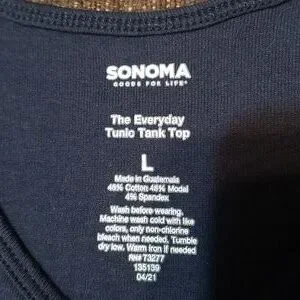 SONOMA
GOODS FOR LIFE®
The Everyday
Tunic Tank Top
L
Made in Guatemala
48% Cotton 48% Modal
4% Spandex
Wash before wearing.
Machine wash cold with like
colors, only non-chlorine
bleach when needed. Tumble
dry low. Warm iron if needed
RN# 73277
135139
04/21